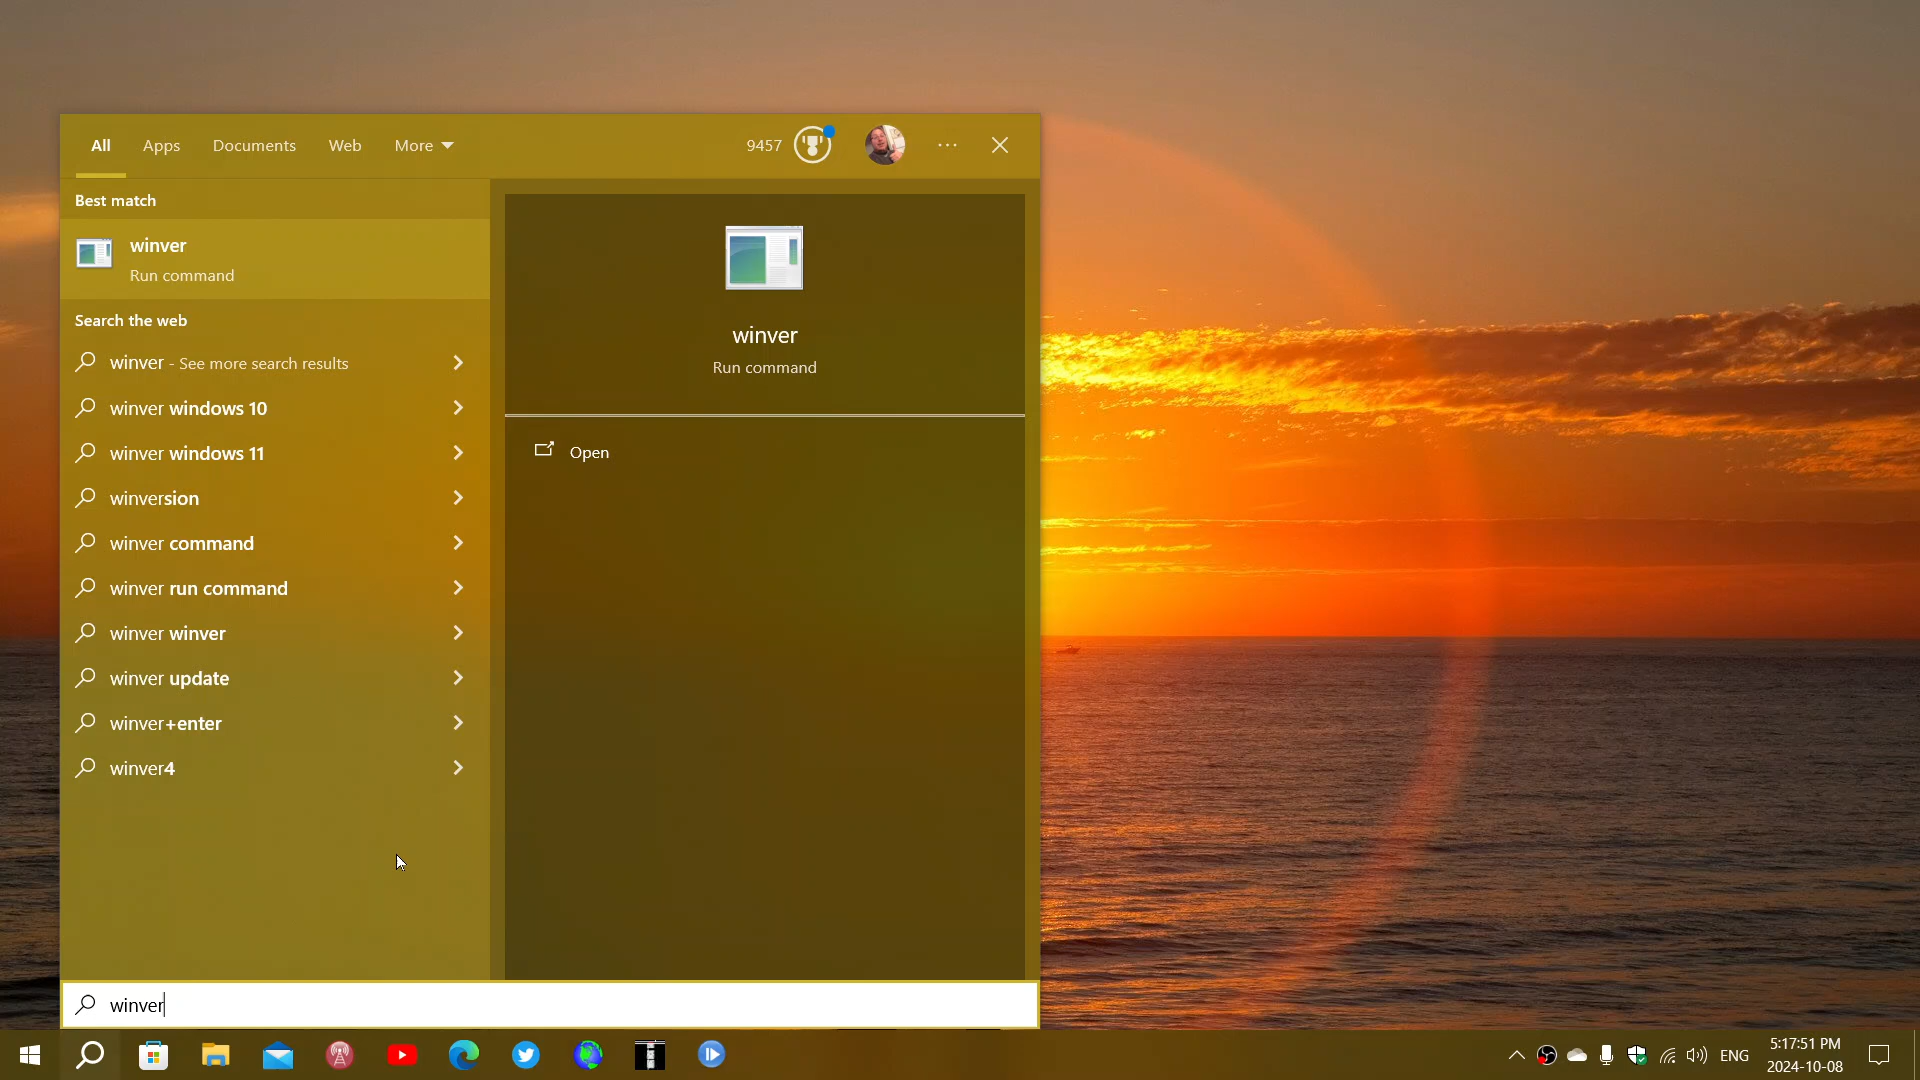 All Apps Documents Web More 9457
Best match
winver
Run command
Search the web
winver - See more search results
winver windows 10
winver windows 11
winversion
winver command
winver run command
winver winver
winver update
winver+enter
winver4
winver
Run command
Open
winver
ENG
5:17:51 PM
2024-10-08